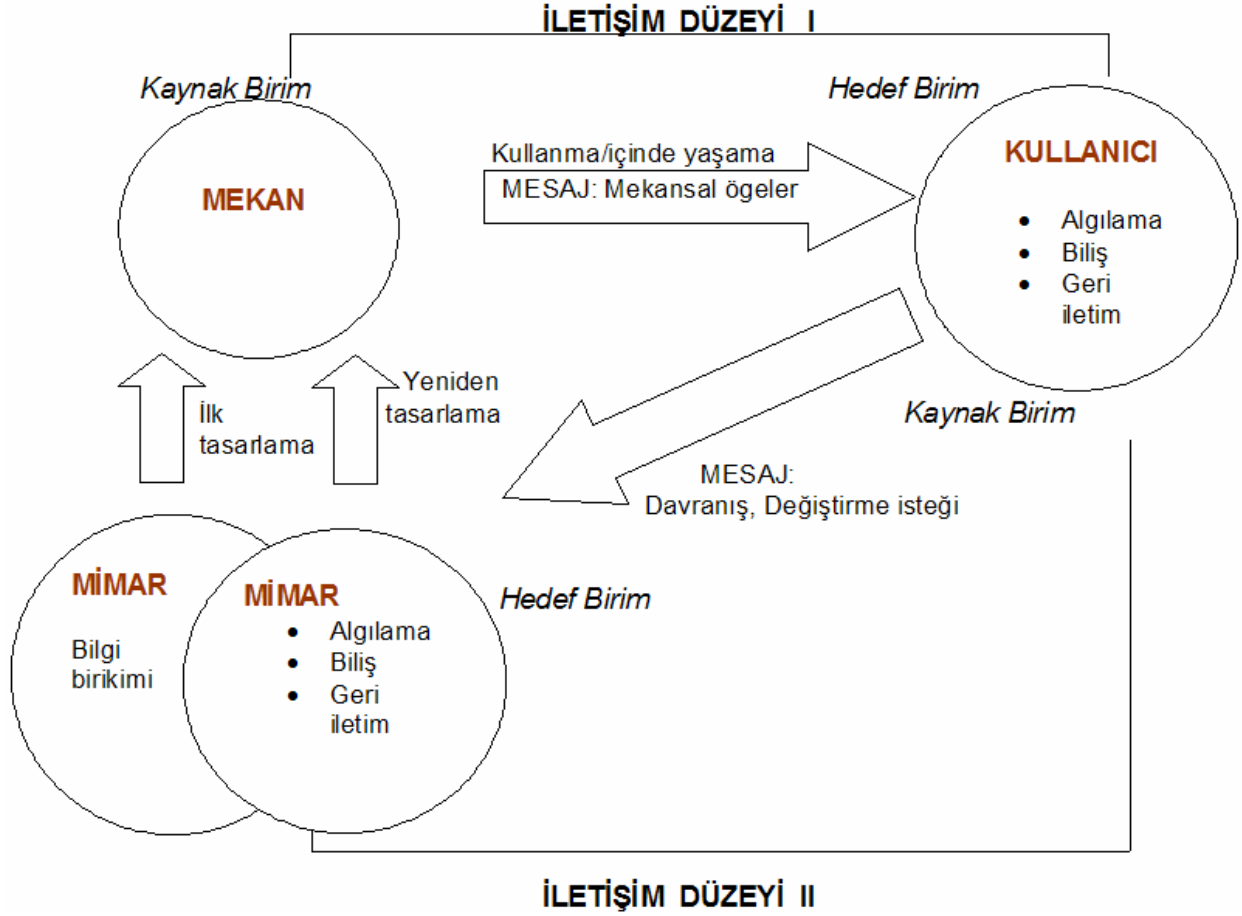 İLETİŞİM DÜZEYİ I
Kaynak Birim
Hedef Birim
MEKAN
Kullanma/içinde yaşama
MESAJ: Mekansal ögeler
KULLANICI
• Algılama
• Biliş
• Geri
iletim
İlk
tasarlama
Yeniden
tasarlama
Kaynak Birim
MESAJ:
Davranış, Değiştirme isteği
MİMAR
Bilgi
birikimi
MİMAR
• Algılama
• Biliş
• Geri
iletim
Hedef Birim
İLETİŞİM DÜZEYİ II